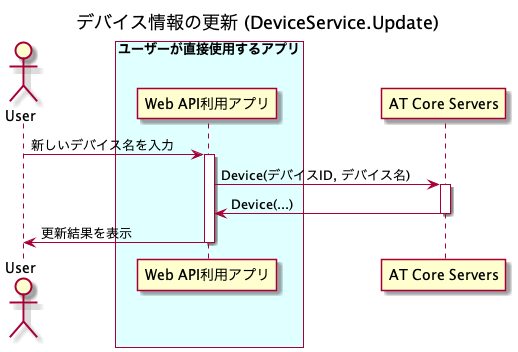 デバイス情報の更新 (DeviceService.Update)
ユーザーが直接使用するアプリ
User
Web API利用アプリ
AT Core Servers
新しいデバイス名を入力
Device(デバイスID, デバイス名)
Device(...)
更新結果を表示
User
Web API利用アプリ
AT Core Servers